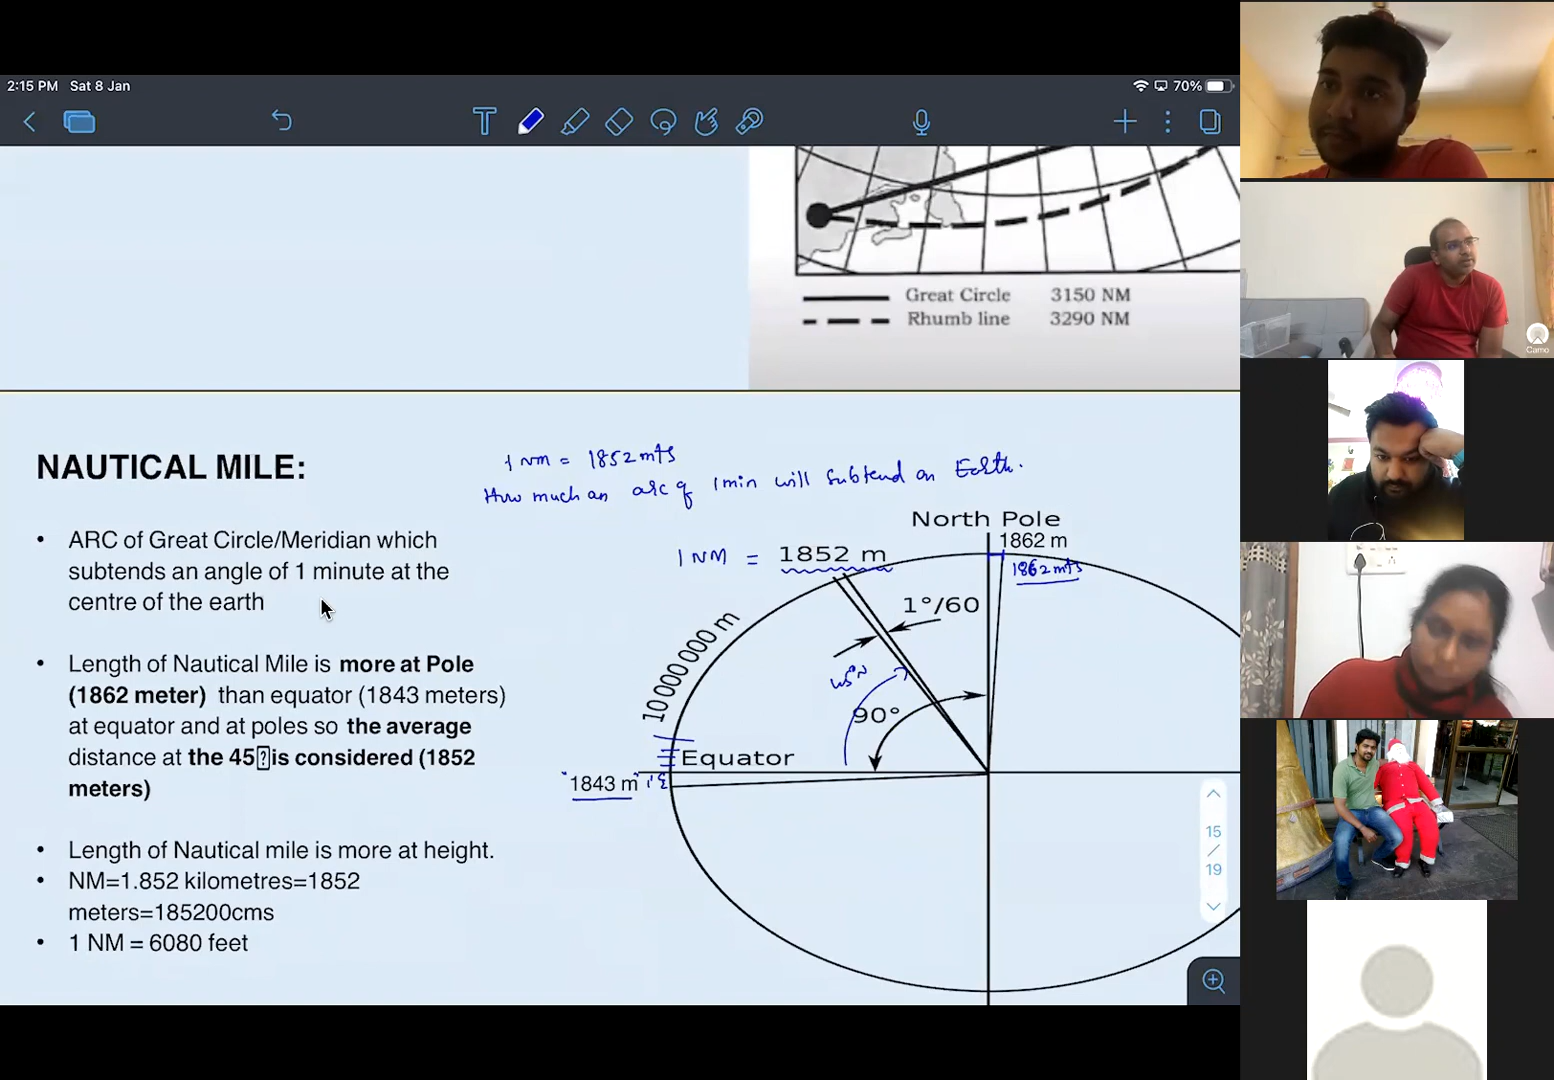 2:15 PM Sat 8 Jan
70%
Great Circle 3150 NM
Rhumb line 3290 NM
Camo
NAUTICAL MILE:
1 NM = 1852 mts
How much an arc of 1 min will subtend on Earth.
• ARC of Great Circle/Meridian which
subtends an angle of 1 minute at the
centre of the earth
• Length of Nautical Mile is more at Pole
(1862 meter) than equator (1843 meters)
at equator and at poles so the average
distance at the 45 is considered (1852
meters)
• Length of Nautical mile is more at height.
• NM=1.852 kilometres=1852
meters=185200cms
• 1 NM = 6080 feet
North Pole
1862 m
1 NM = 1852 m
1862 mts
1°/60
10 000 000 m
45°N
90°
Equator
1843 m
15
/
19